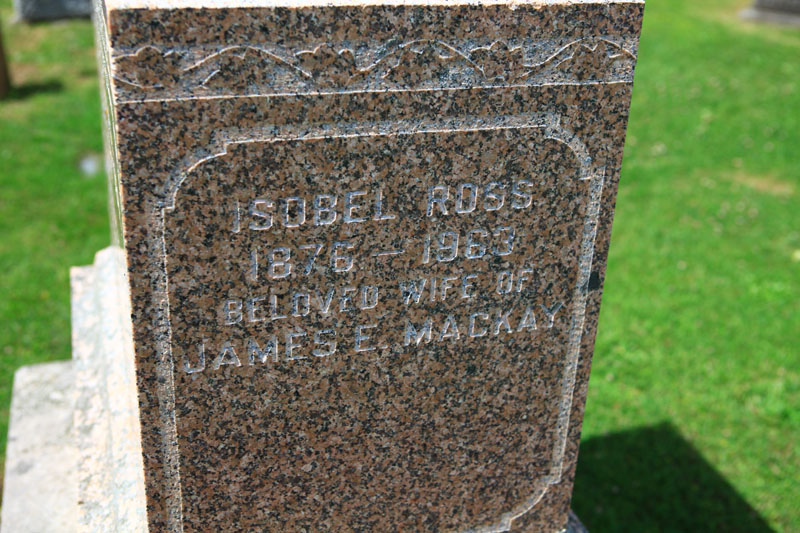 ISOBEL ROSS
1876 — 1963
BELOVED WIFE OF
JAMES E. MACKAY